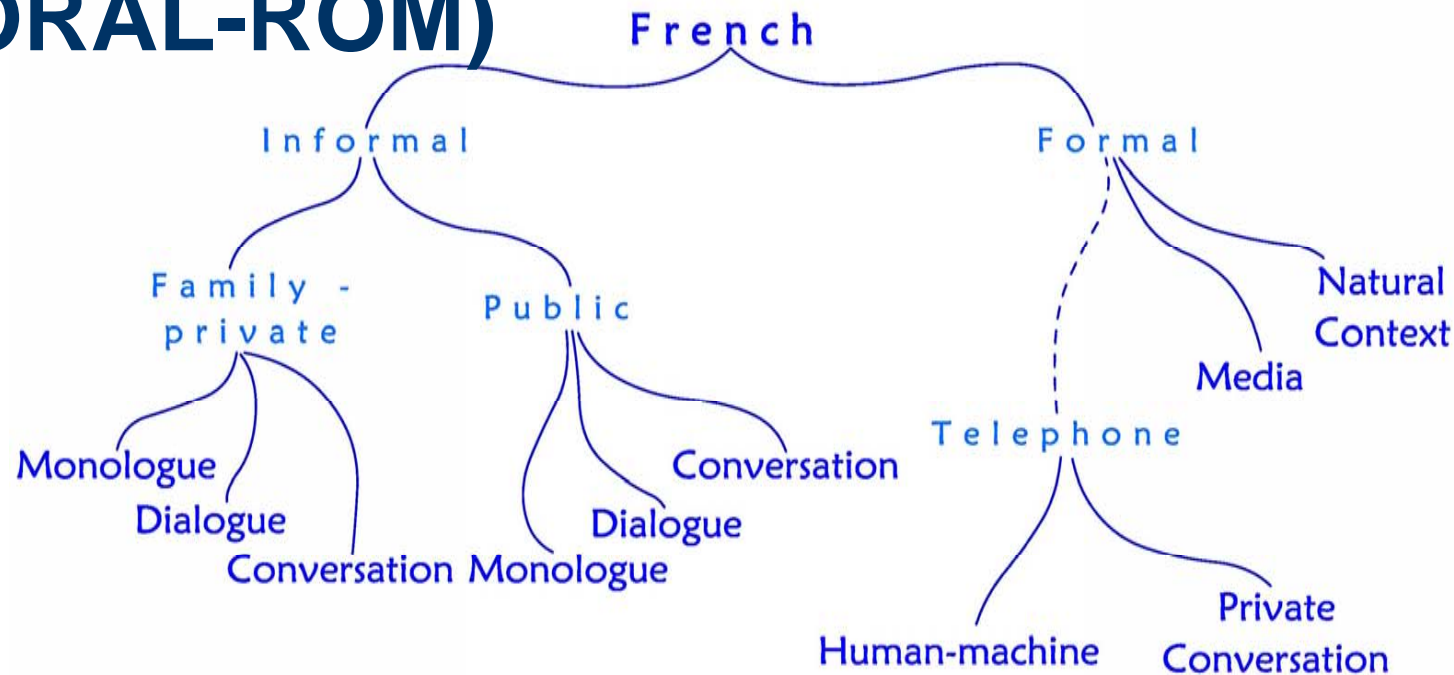 ORAL-ROM)
French
Informal
Formal
Family -
private
Public
Natural
Context
Media
Telephone
Monologue
Dialogue
Conversation
Conversation
Dialogue
Monologue
Human-machine
Private
Conversation